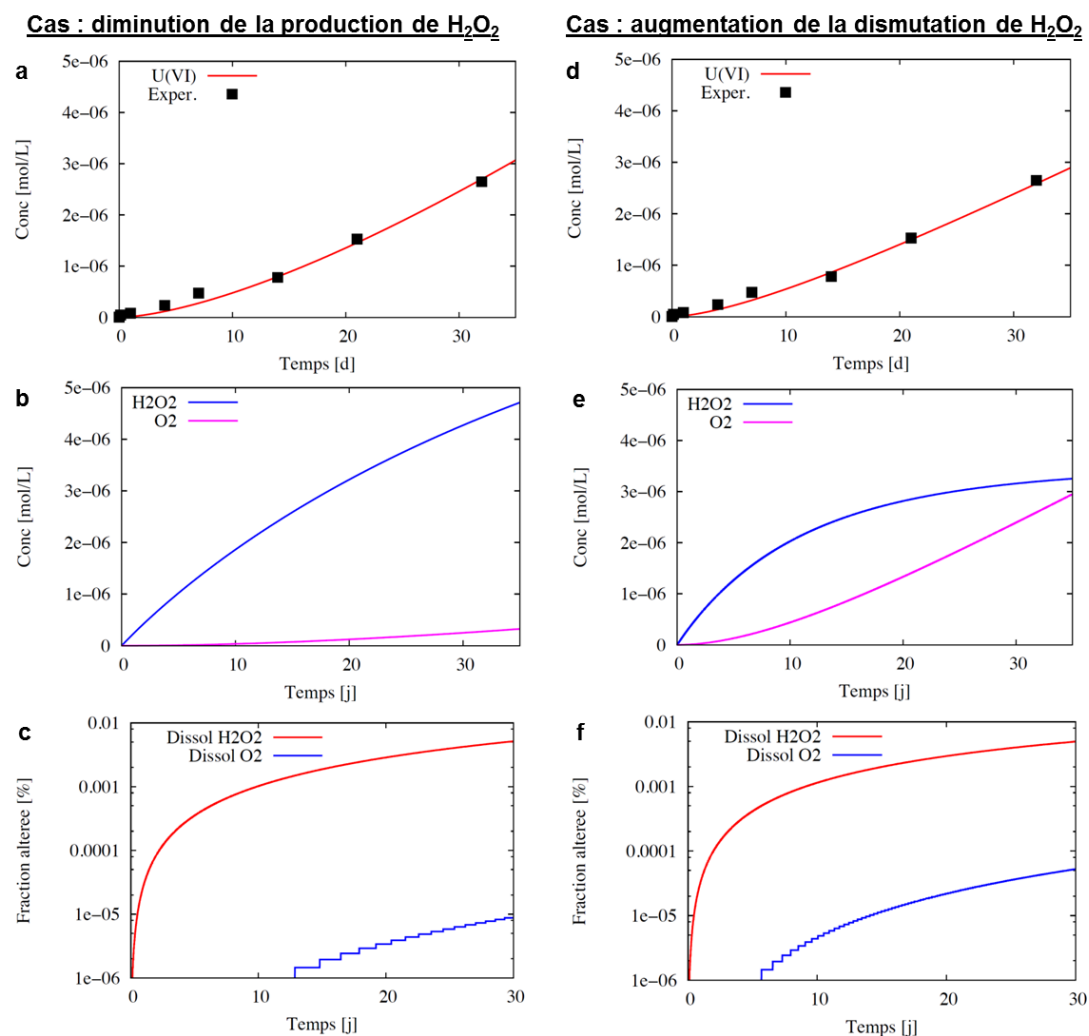 Cas : diminution de la production de H2O2
Cas : augmentation de la dismutation de H2O2
a
5e−06
4e−06
3e−06
2e−06
1e−06
0
Conc [mol/L]
U(VI)
Exper.
0 10 20 30
Temps [d]
d
5e−06
4e−06
3e−06
2e−06
1e−06
0
Conc [mol/L]
U(VI)
Exper.
0 10 20 30
Temps [d]
b
5e−06
4e−06
3e−06
2e−06
1e−06
0
Conc [mol/L]
H2O2
O2
0 10 20 30
Temps [j]
e
5e−06
4e−06
3e−06
2e−06
1e−06
0
Conc [mol/L]
H2O2
O2
0 10 20 30
Temps [j]
c
0.01
0.001
0.0001
1e−05
1e−06
Fraction alteree [%]
Dissol H2O2
Dissol O2
0 10 20 30
Temps [j]
f
0.01
0.001
0.0001
1e−05
1e−06
Fraction alteree [%]
Dissol H2O2
Dissol O2
0 10 20 30
Temps [j]